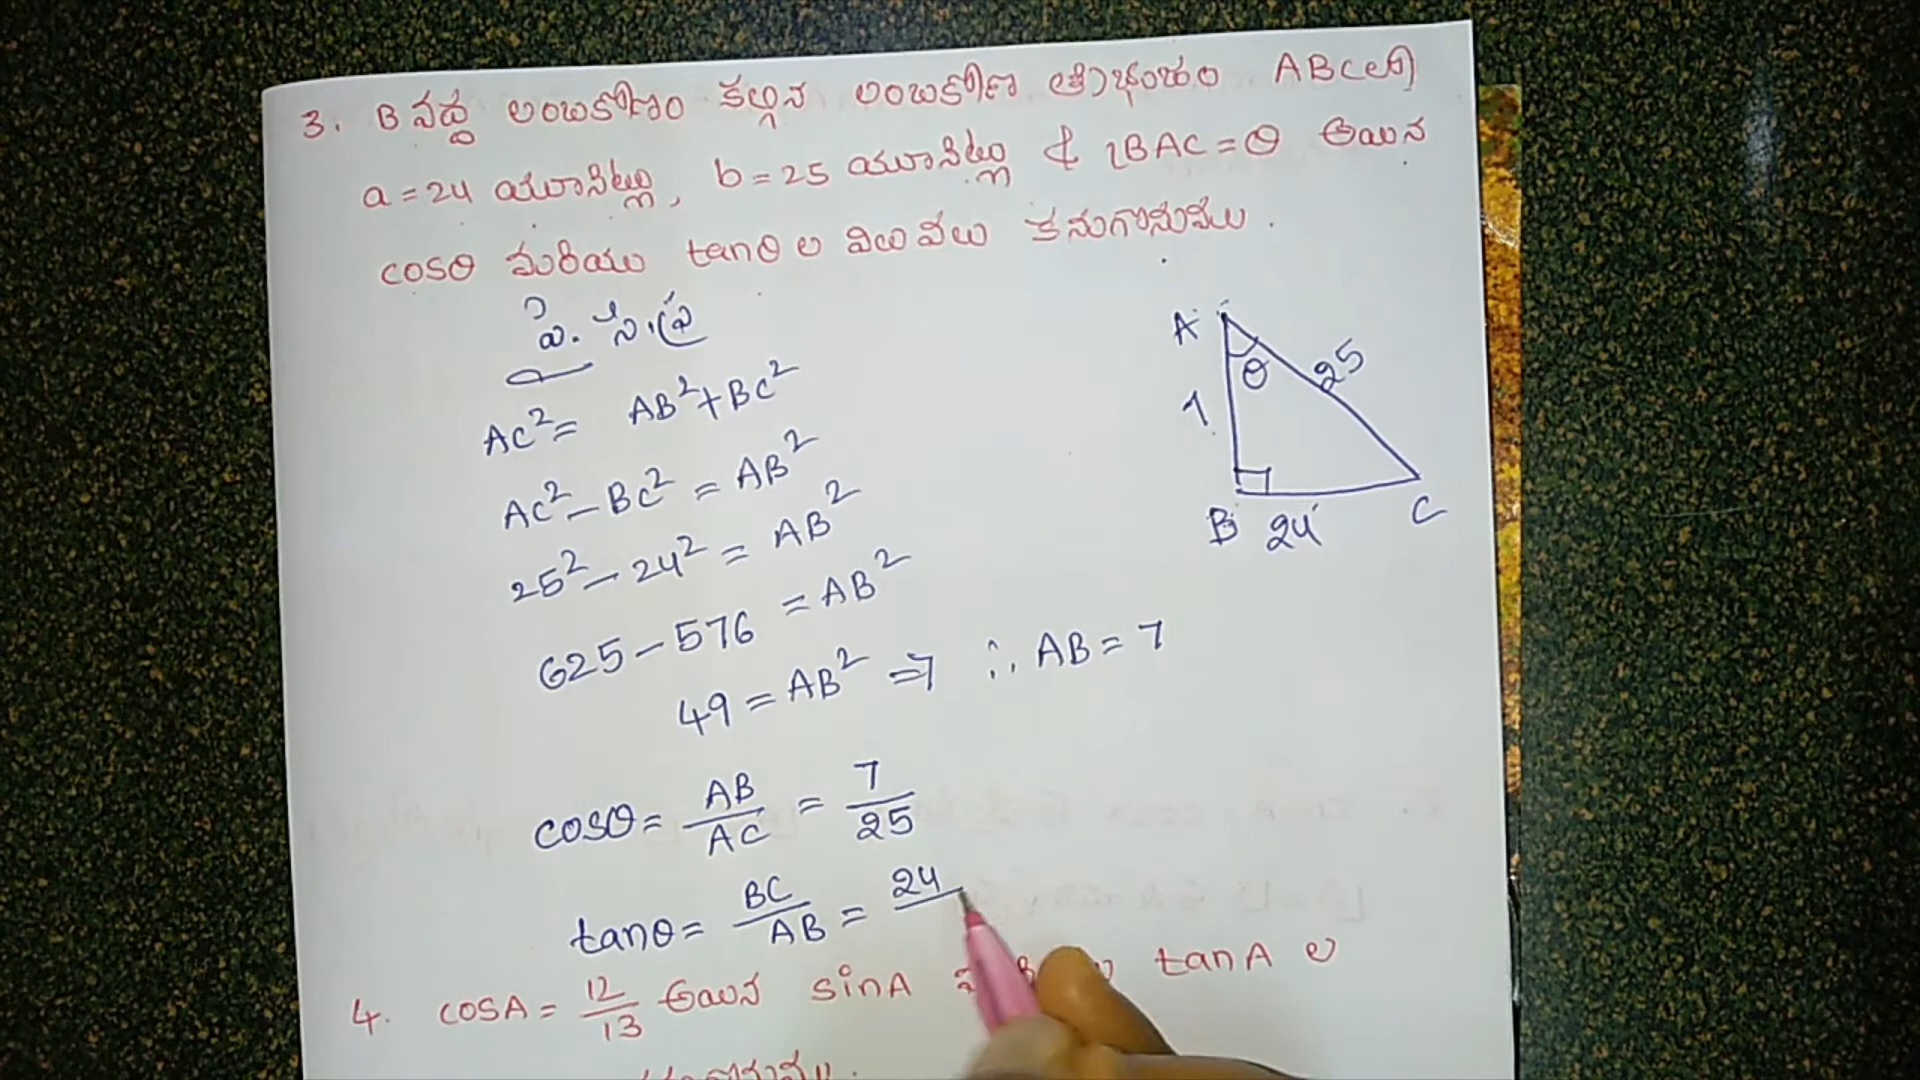 3. B వద్ద లంబకోణం కల్గిన లంబకోణ త్రిభుజం ABCలో
a = 24 యూనిట్లు, b = 25 యూనిట్లు & ∠BAC = θ అయిన
cosθ మరియు tanθ ల విలువలు కనుగొనుము.
పై. సి.ప్ర
AC² = AB² + BC²
AC² - BC² = AB²
25² - 24² = AB²
625 - 576 = AB²
49 = AB² ⇒ ∴ AB = 7
cosθ = AB/AC = 7/25
tanθ = BC/AB = 24
A
θ
25
7
B
24
C
4. cosA = 12/13 అయిన sinA tanA ల